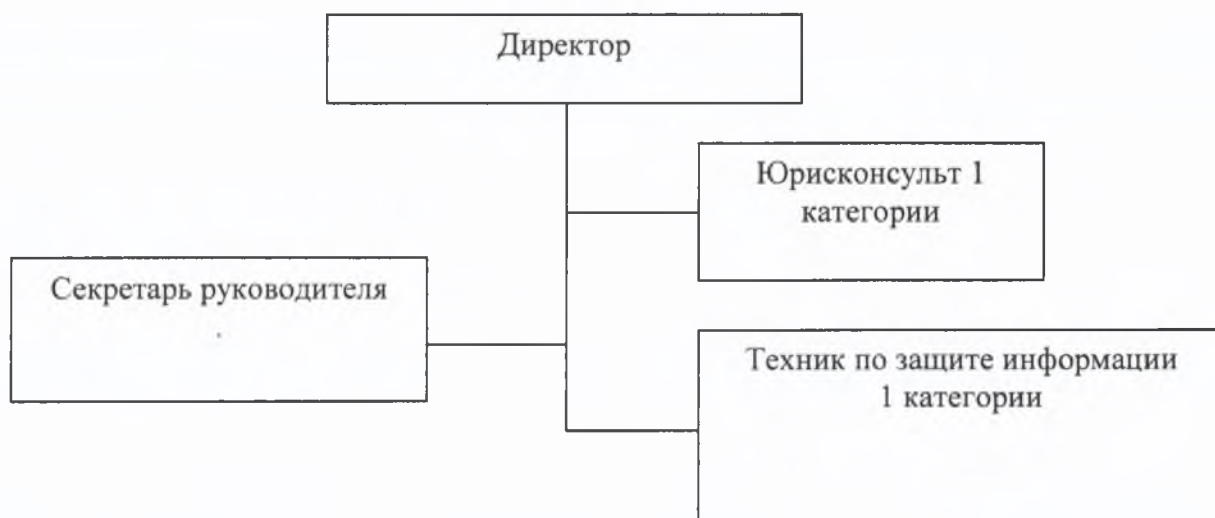 Директор
Юрисконсульт 1
категории
Секретарь руководителя
Техник по защите информации
1 категории